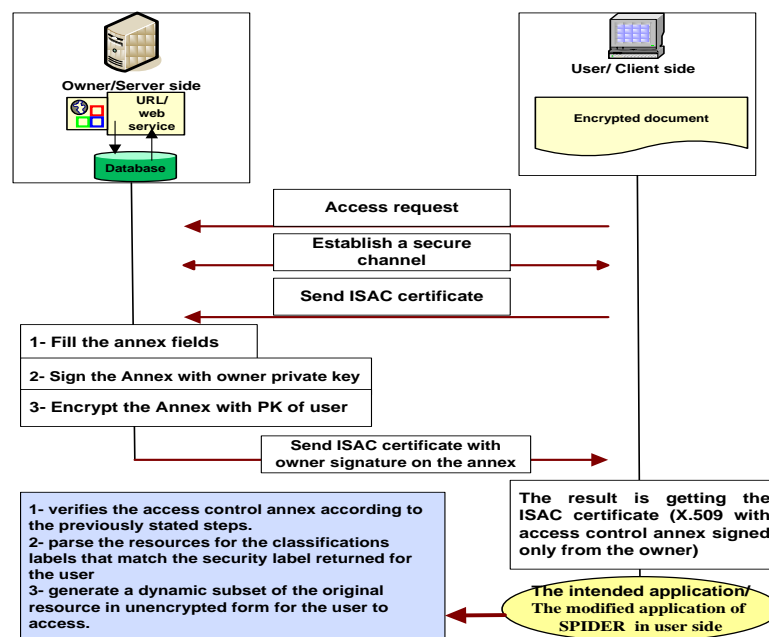 Owner/Server side
URL/
web
service
Database
User/ Client side
Encrypted document
Access request
Establish a secure
channel
Send ISAC certificate
1- Fill the annex fields
2- Sign the Annex with owner private key
3- Encrypt the Annex with PK of user
Send ISAC certificate with
owner signature on the annex
The result is getting the
ISAC certificate (X.509 with
access control annex signed
only from the owner)
1- verifies the access control annex according to
the previously stated steps.
2- parse the resources for the classifications
labels that match the security label returned for
the user
3- generate a dynamic subset of the original
resource in unencrypted form for the user to
access.
The intended application/
The modified application of
SPIDER in user side